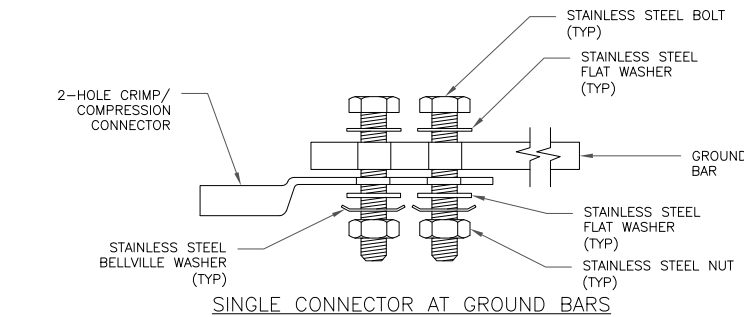 STAINLESS STEEL BOLT
(TYP)
STAINLESS STEEL
FLAT WASHER
(TYP)
2-HOLE CRIMP/
COMPRESSION
CONNECTOR
GROUND
BAR
STAINLESS STEEL
FLAT WASHER
(TYP)
STAINLESS STEEL
BELLVILLE WASHER
(TYP)
STAINLESS STEEL NUT
(TYP)
SINGLE CONNECTOR AT GROUND BARS